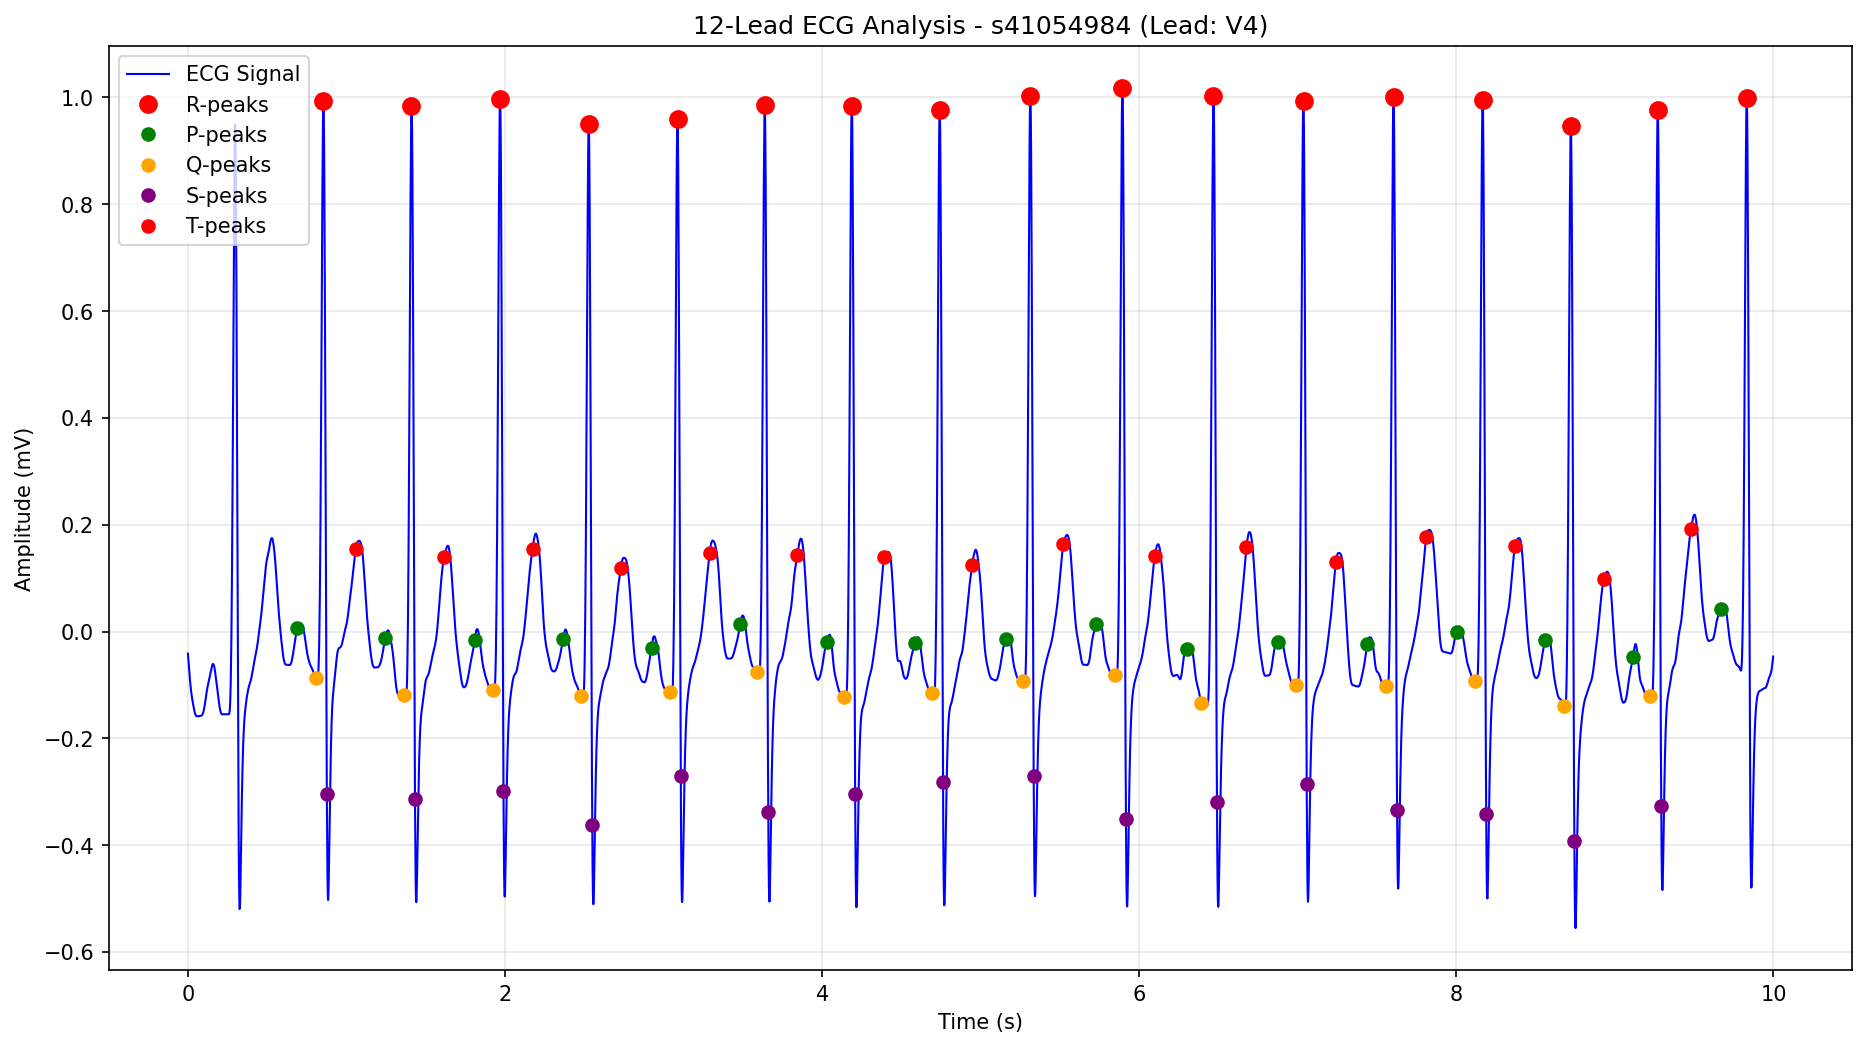 12-Lead ECG Analysis - s41054984 (Lead: V4)
ECG Signal
R-peaks
P-peaks
Q-peaks
S-peaks
T-peaks
Amplitude (mV)
1.0
0.8
0.6
0.4
0.2
0.0
−0.2
−0.4
−0.6
0 2 4 6 8 10
Time (s)